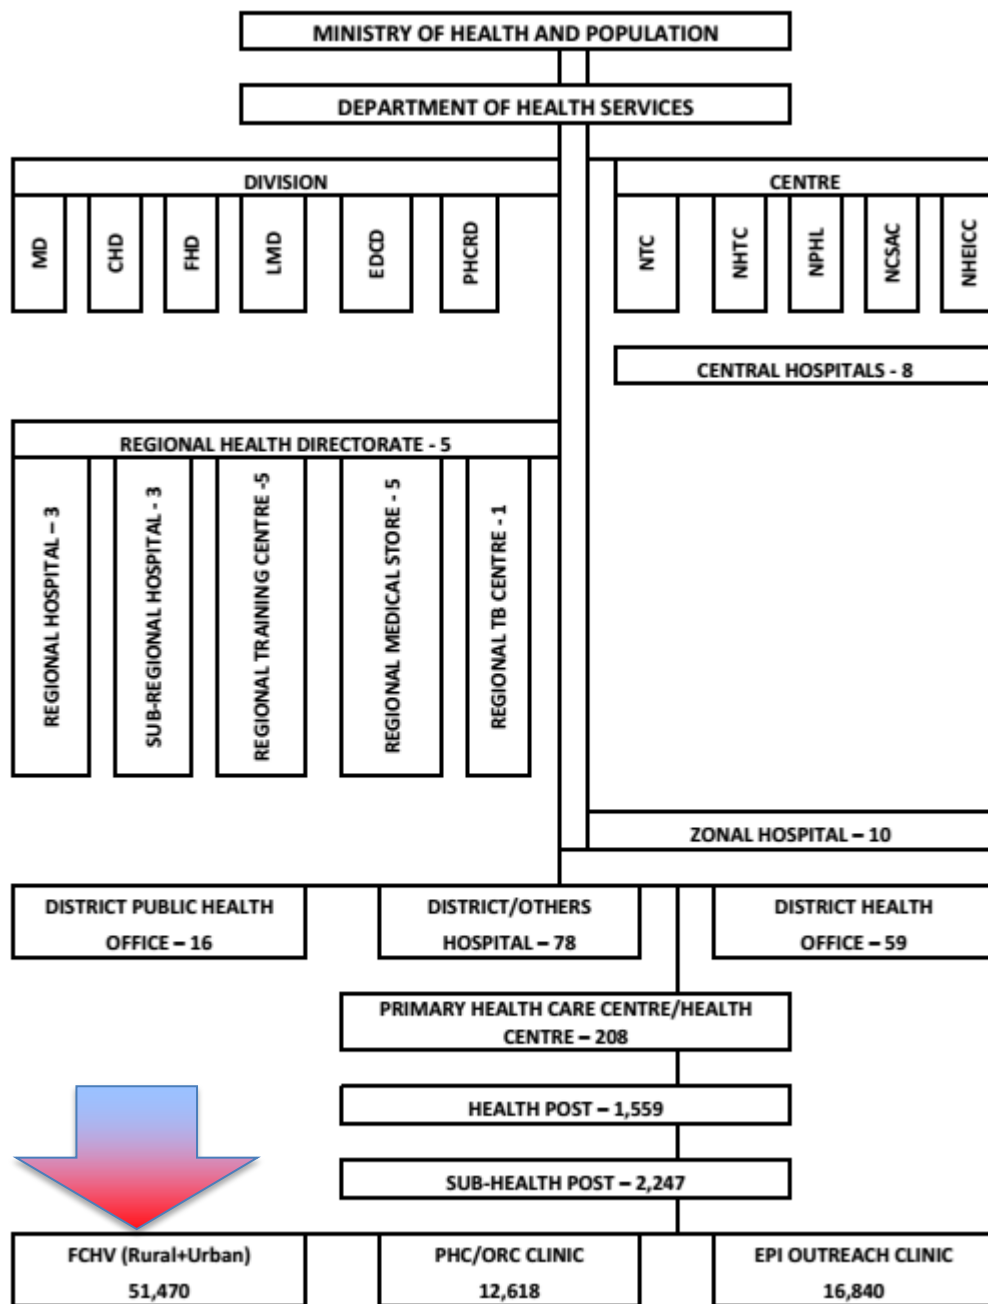 MINISTRY OF HEALTH AND POPULATION
DEPARTMENT OF HEALTH SERVICES
DIVISION
CENTRE
MD
CHD
FHD
LMD
EDCD
PHCRD
NTC
NHTC
NPHL
NCSAC
NHEICC
CENTRAL HOSPITALS - 8
REGIONAL HEALTH DIRECTORATE - 5
REGIONAL HOSPITAL – 3
SUB-REGIONAL HOSPITAL - 3
REGIONAL TRAINING CENTRE -5
REGIONAL MEDICAL STORE - 5
REGIONAL TB CENTRE - 1
ZONAL HOSPITAL – 10
DISTRICT PUBLIC HEALTH
OFFICE – 16
DISTRICT/OTHERS
HOSPITAL – 78
DISTRICT HEALTH
OFFICE – 59
PRIMARY HEALTH CARE CENTRE/HEALTH
CENTRE – 208
HEALTH POST – 1,559
SUB-HEALTH POST – 2,247
FCHV (Rural+Urban)
51,470
PHC/ORC CLINIC
12,618
EPI OUTREACH CLINIC
16,840